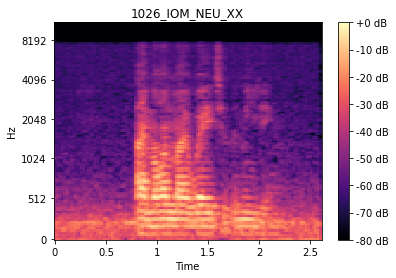 1026_IOM_NEU_XX
+0 dB
8192
-10 dB
4096
-20 dB
-30 dB
2048
-40 dB
Hz
1024
-50 dB
512
-60 dB
-70 dB
0
-80 dB
0 0.5 1 1.5 2 2.5
Time